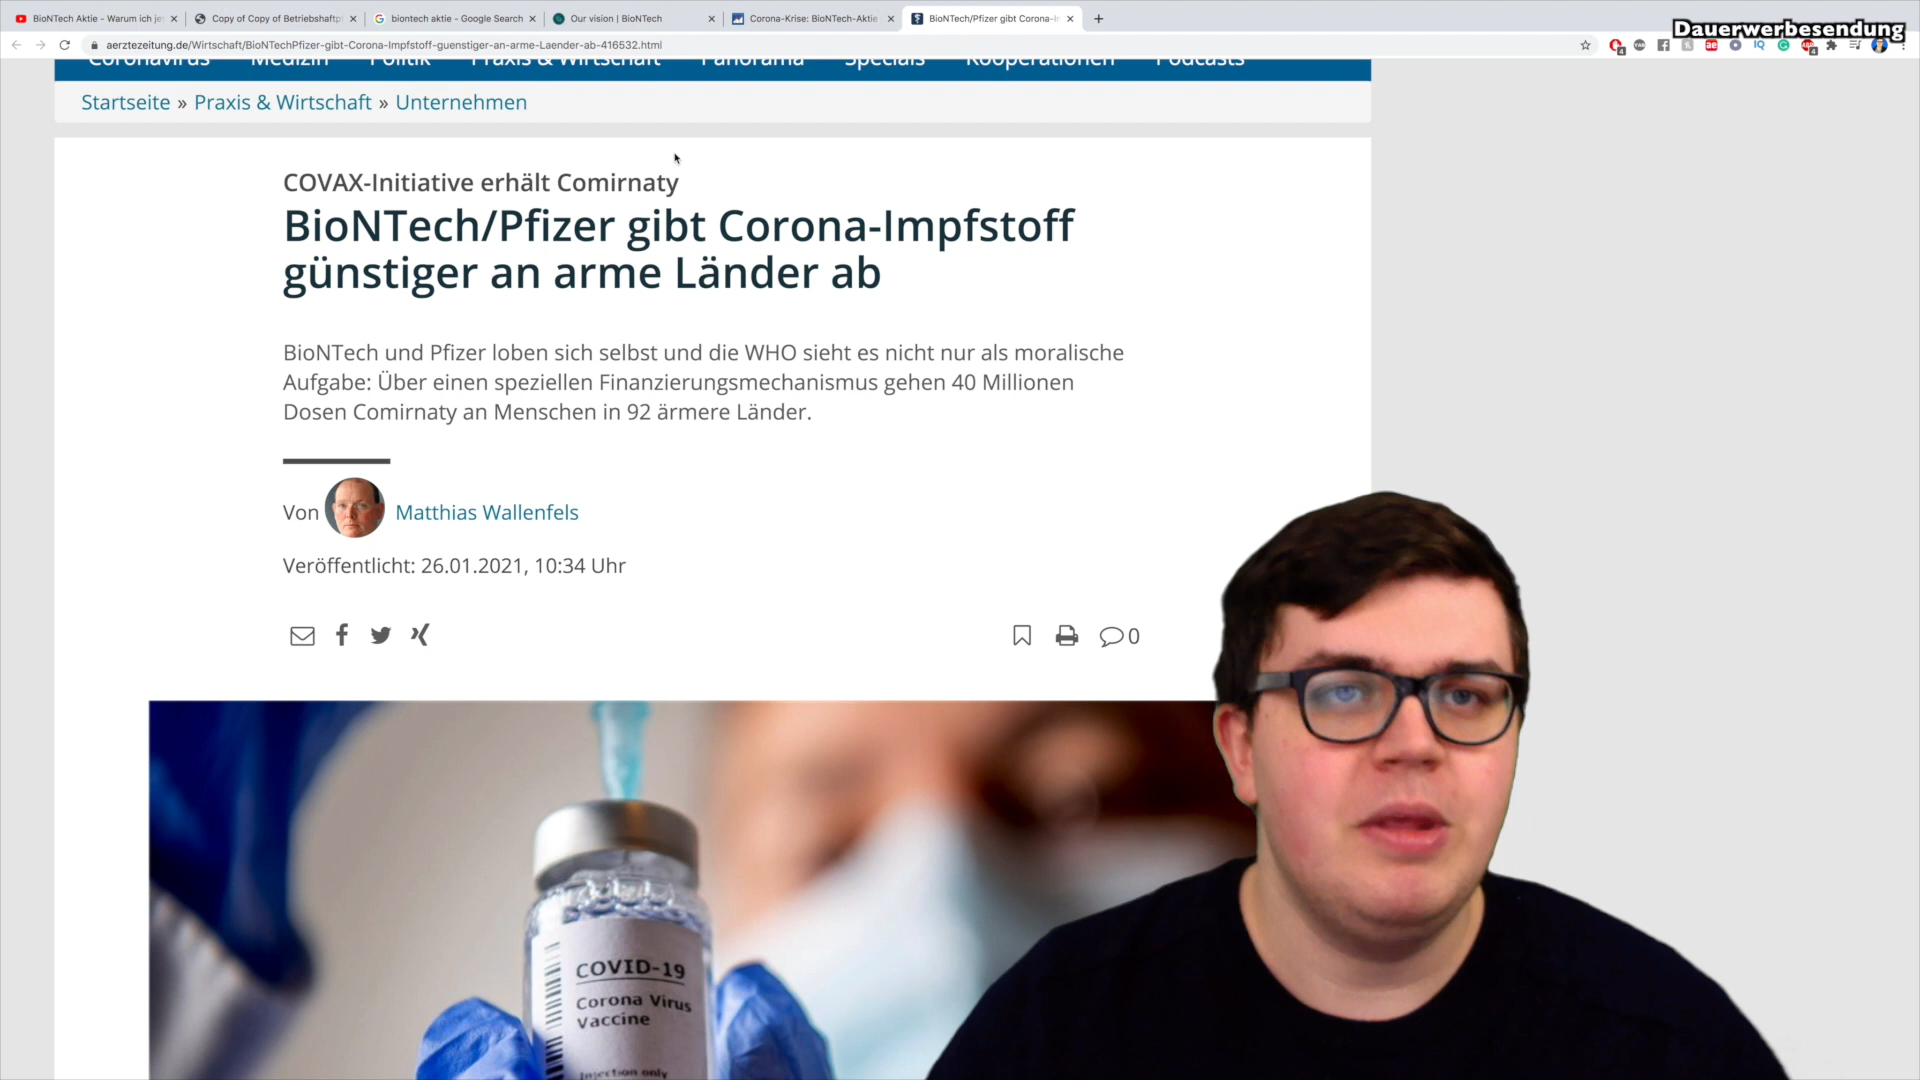 BioNTech Aktie - Warum ich je
Copy of Copy of Betriebshaftp
biontech aktie - Google Search
Our vision | BioNTech
Corona-Krise: BioNTech-Aktie
BioNTech/Pfizer gibt Corona-I
Dauerwerbesendung
aerztezeitung.de/Wirtschaft/BioNTechPfizer-gibt-Corona-Impfstoff-guenstiger-an-arme-Laender-ab-416532.html
Coronavirus Medizin Politik Praxis & Wirtschaft Panorama Specials Kooperationen Podcasts
Startseite » Praxis & Wirtschaft » Unternehmen
COVAX-Initiative erhält Comirnaty
BioNTech/Pfizer gibt Corona-Impfstoff
günstiger an arme Länder ab
BioNTech und Pfizer loben sich selbst und die WHO sieht es nicht nur als moralische
Aufgabe: Über einen speziellen Finanzierungsmechanismus gehen 40 Millionen
Dosen Comirnaty an Menschen in 92 ärmere Länder.
Von Matthias Wallenfels
Veröffentlicht: 26.01.2021, 10:34 Uhr
0
COVID-19
Corona Virus
Vaccine
Injection only